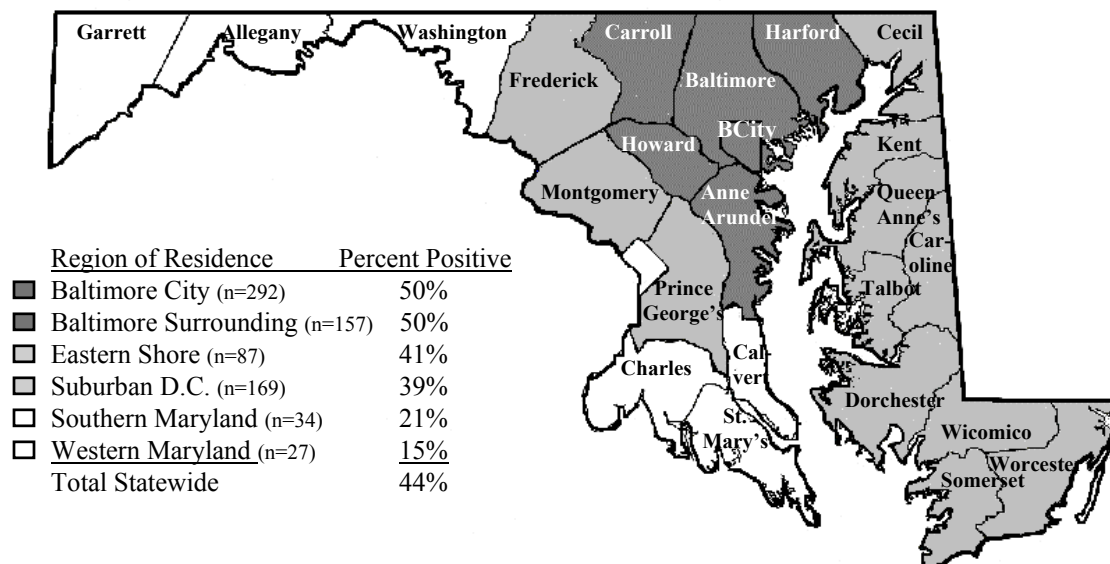 Garrett
Allegany
Washington
Carroll
Harford
Cecil
Frederick
Baltimore
BCity
Howard
Kent
Montgomery
Anne
Arundel
Queen
Anne's
Car-
oline
Talbot
Prince
George's
Charles
Cal-
ver
St.
Mary's
Dorchester
Wicomico
Worcester
Somerset
Region of Residence Percent Positive
Baltimore City (n=292) 50%
Baltimore Surrounding (n=157) 50%
Eastern Shore (n=87) 41%
Suburban D.C. (n=169) 39%
Southern Maryland (n=34) 21%
Western Maryland (n=27) 15%
Total Statewide 44%